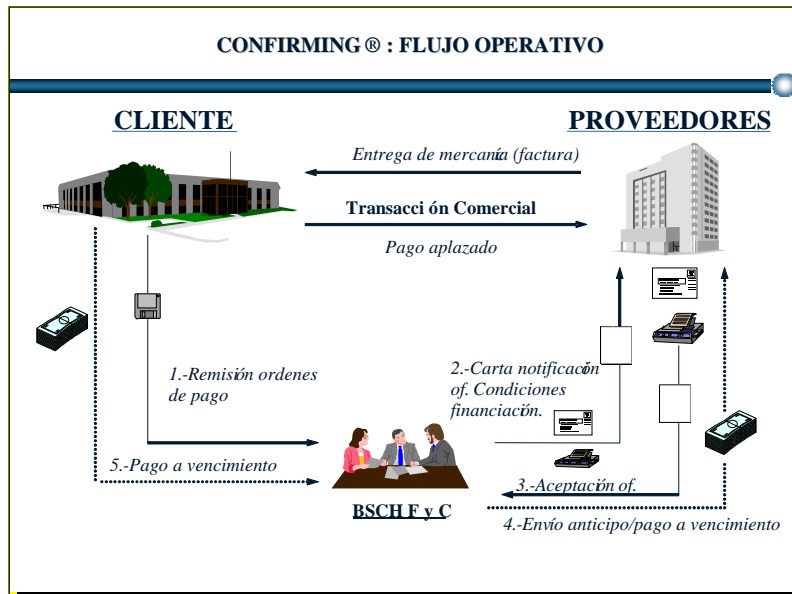 CONFIRMING ® : FLUJO OPERATIVO
CLIENTE
PROVEEDORES
Entrega de mercanía (factura)
Transacci ón Comercial
Pago aplazado
1.-Remisión ordenes
de pago
2.-Carta notificación
of. Condiciones
financiación.
5.-Pago a vencimiento
3.-Aceptación of.
BSCH F y C
4.-Envío anticipo/pago a vencimiento